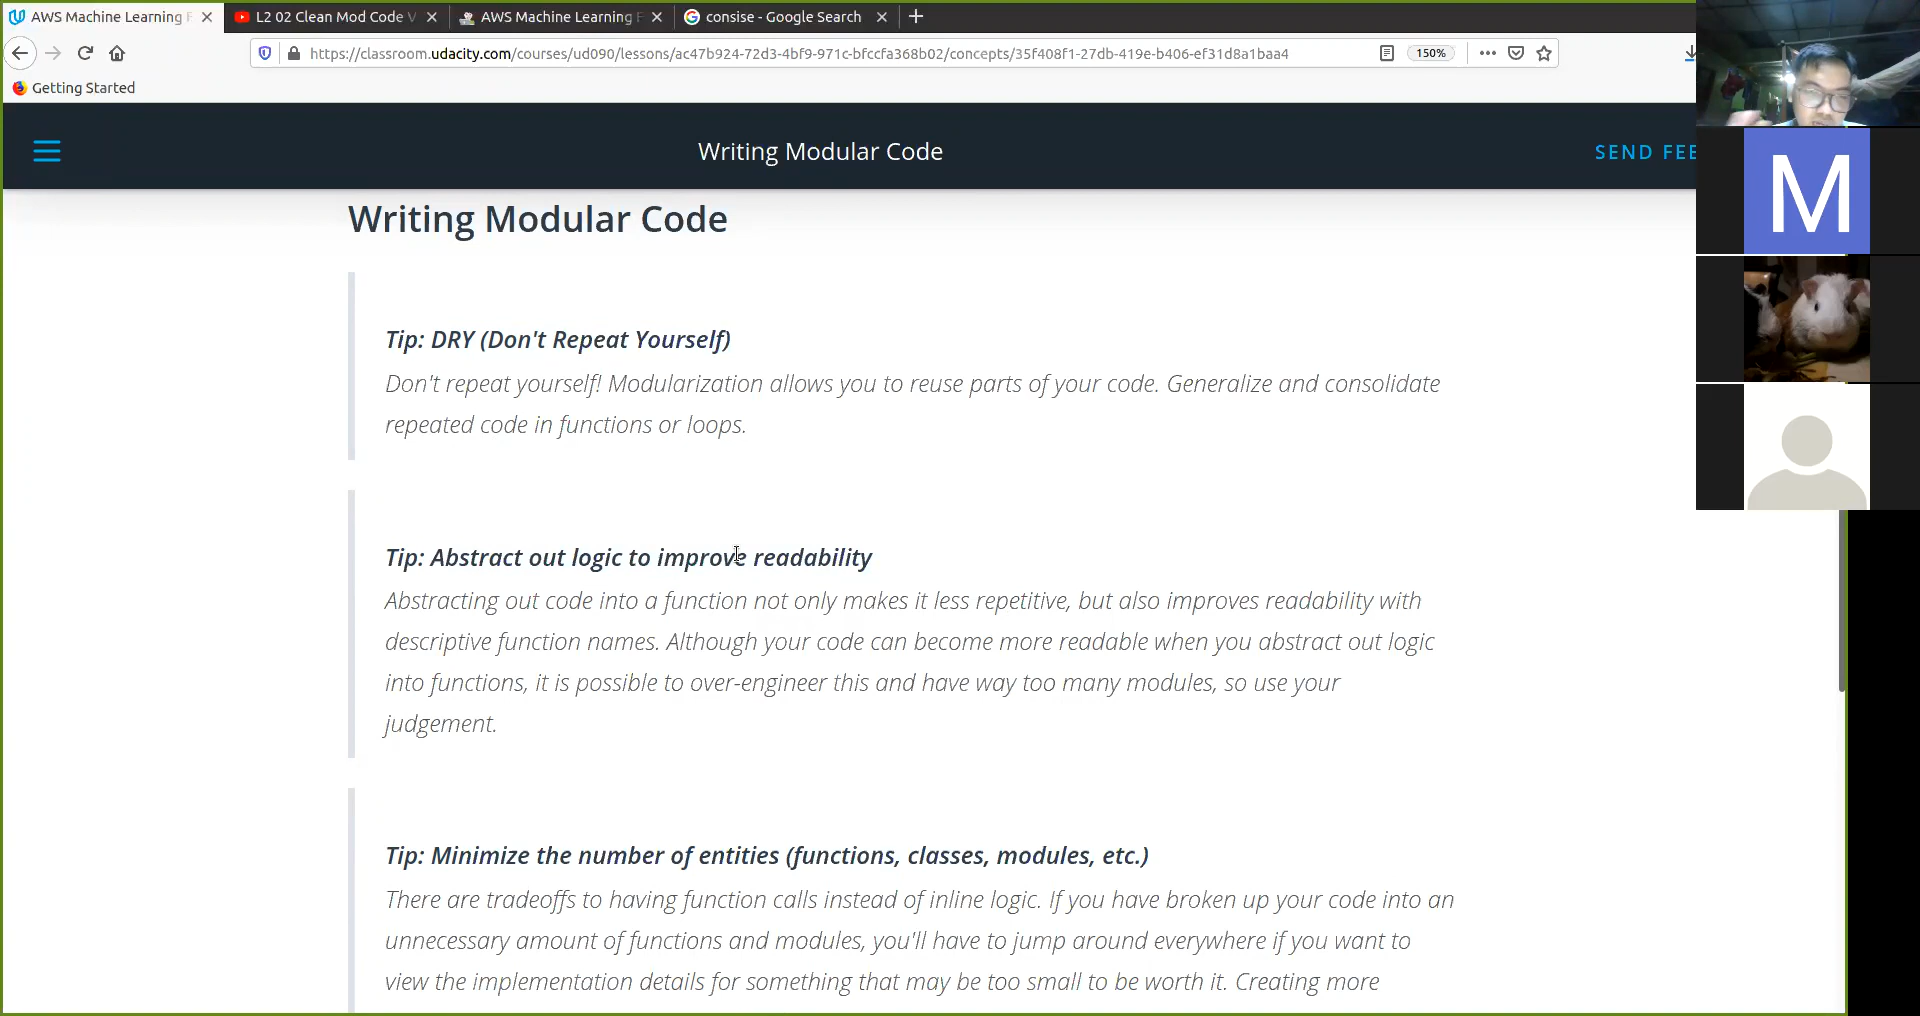 AWS Machine Learning F
L2 02 Clean Mod Code V
AWS Machine Learning F
consise - Google Search
https://classroom.udacity.com/courses/ud090/lessons/ac47b924-72d3-4bf9-971c-bfccfa368b02/concepts/35f408f1-27db-419e-b406-ef31d8a1baa4
150%
Getting Started
Writing Modular Code
SEND FEE
M
Writing Modular Code
Tip: DRY (Don't Repeat Yourself)
Don't repeat yourself! Modularization allows you to reuse parts of your code. Generalize and consolidate
repeated code in functions or loops.
Tip: Abstract out logic to improve readability
Abstracting out code into a function not only makes it less repetitive, but also improves readability with
descriptive function names. Although your code can become more readable when you abstract out logic
into functions, it is possible to over-engineer this and have way too many modules, so use your
judgement.
Tip: Minimize the number of entities (functions, classes, modules, etc.)
There are tradeoffs to having function calls instead of inline logic. If you have broken up your code into an
unnecessary amount of functions and modules, you'll have to jump around everywhere if you want to
view the implementation details for something that may be too small to be worth it. Creating more